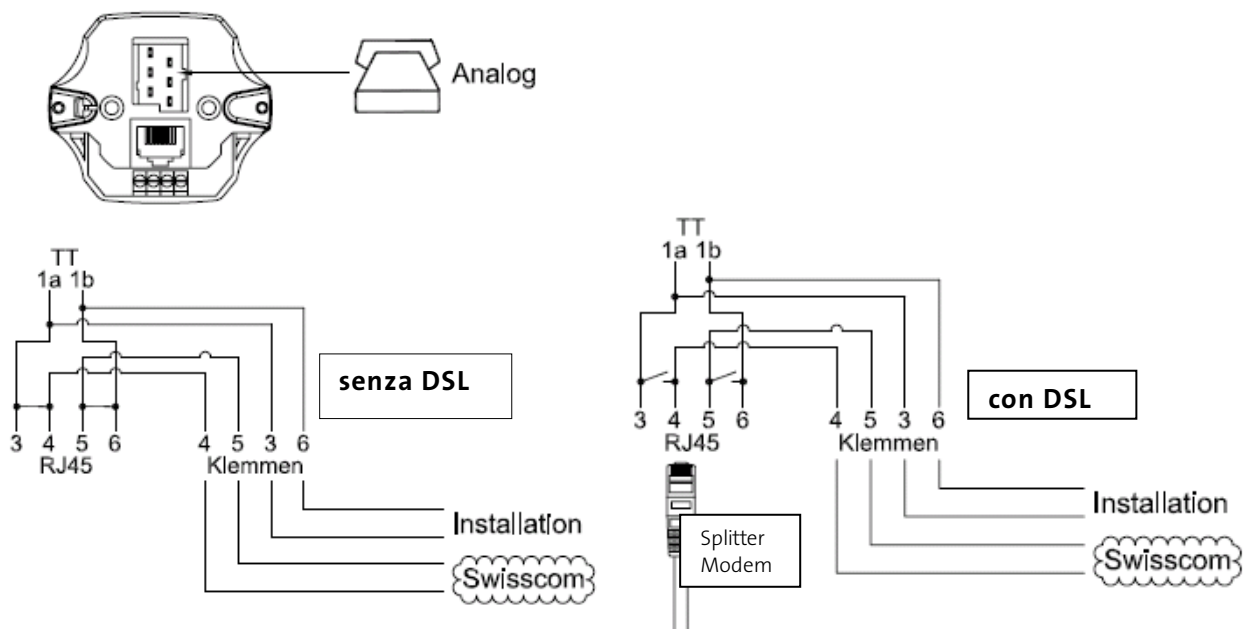 Analog
TT
1a 1b
senza DSL
3 4 5 6
4 5 3 6
RJ45
Klemmen
Installation
Swisscom
TT
1a 1b
con DSL
3 4 5 6
4 5 3 6
RJ45
Klemmen
Splitter
Modem
Installation
Swisscom